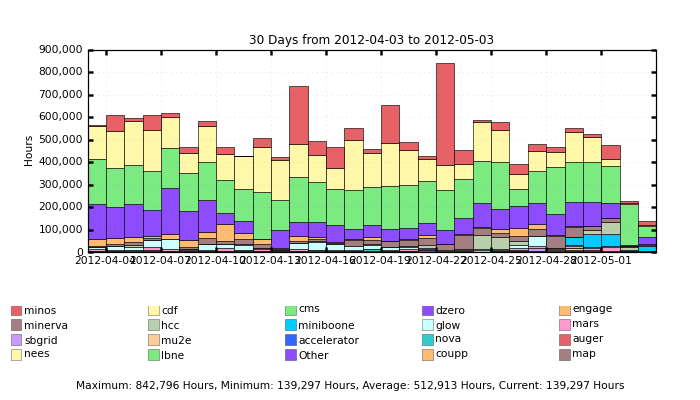 30 Days from 2012-04-03 to 2012-05-03
900,000
800,000
700,000
600,000
500,000
400,000
300,000
200,000
100,000
0
Hours
2012-04-04 2012-04-07 2012-04-10 2012-04-13 2012-04-16 2012-04-19 2012-04-22 2012-04-25 2012-04-28 2012-05-01
minos cdf cms dzero engage
minerva hcc miniboone glow mars
sbgrid mu2e accelerator nova auger
nees lbne Other coupp map
Maximum: 842,796 Hours, Minimum: 139,297 Hours, Average: 512,913 Hours, Current: 139,297 Hours